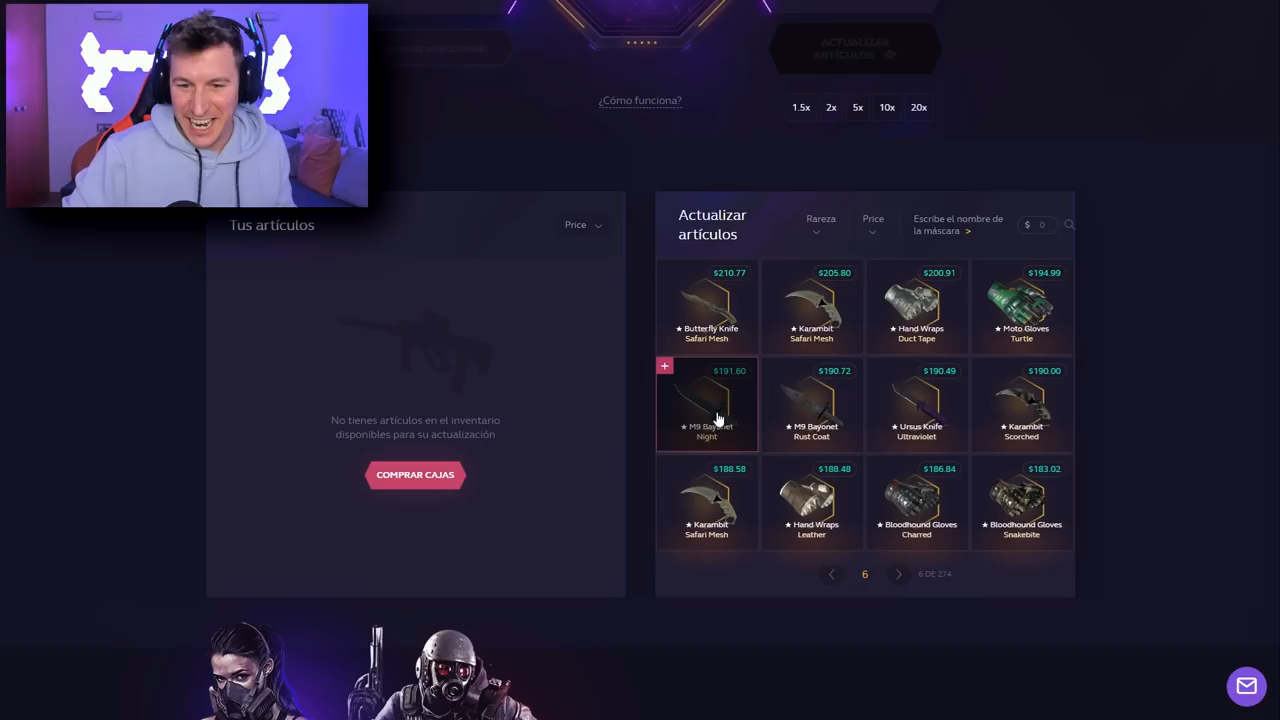 ACTUALIZAR
ARTÍCULOS
¿Cómo funciona?
1.5x 2x 5x 10x 20x
Tus artículos
Price
Actualizar
artículos
Rareza
Price
Escribe el nombre de
la máscara >
$ 0
$210.77
★ Butterfly Knife
Safari Mesh
$205.80
★ Karambit
Safari Mesh
$200.91
★ Hand Wraps
Duct Tape
$194.99
★ Moto Gloves
Turtle
$191.60
★ M9 Bayonet
Night
$190.72
★ M9 Bayonet
Rust Coat
$190.49
★ Ursus Knife
Ultraviolet
$190.00
★ Karambit
Scorched
$188.58
★ Karambit
Safari Mesh
$188.48
★ Hand Wraps
Leather
$186.84
★ Bloodhound Gloves
Charred
$183.02
★ Bloodhound Gloves
Snakebite
No tienes artículos en el inventario
disponibles para su actualización
COMPRAR CAJAS
6
6 DE 274